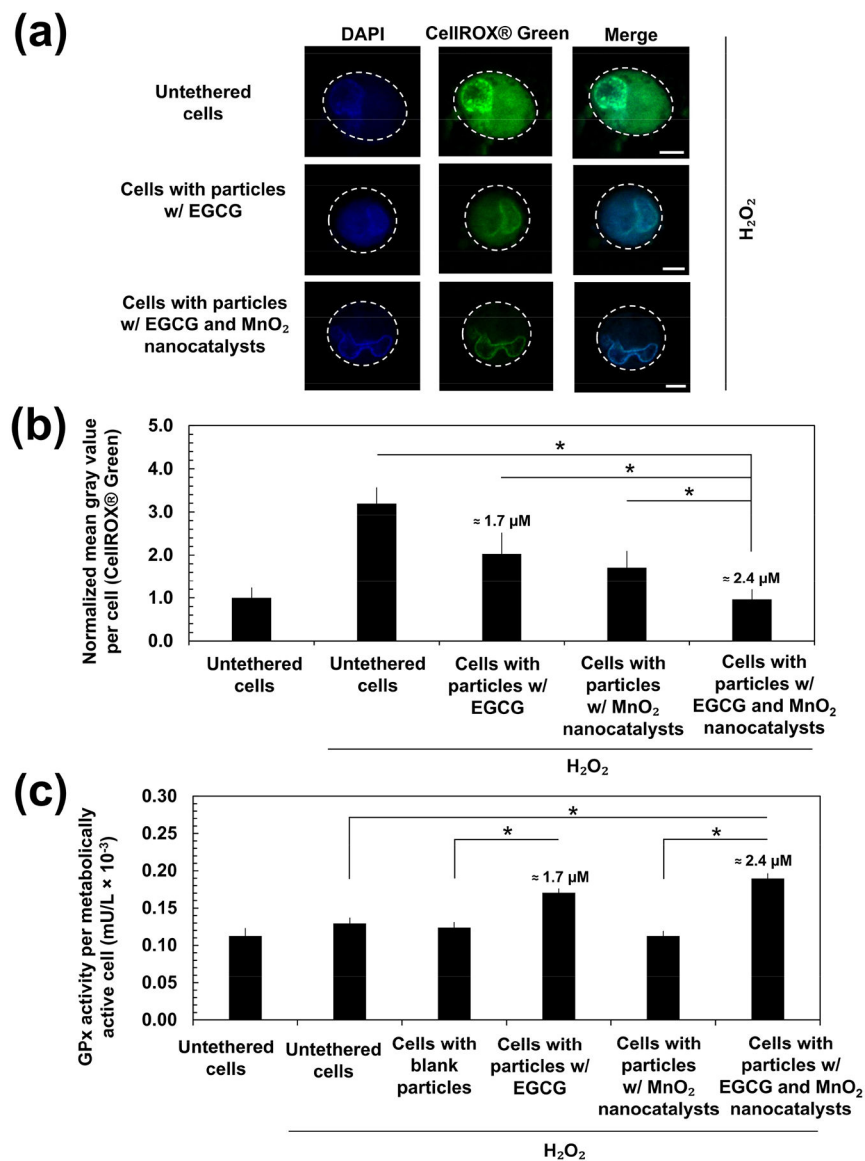 (a)
DAPI
CellROX® Green
Merge
Untethered
cells
Cells with particles
w/ EGCG
Cells with particles
w/ EGCG and MnO₂
nanocatalysts
H₂O₂
(b)
Normalized mean gray value
per cell (CellROX® Green)
5.0
4.0
3.0
2.0
1.0
0.0
*
*
*
≈ 1.7 μM
≈ 2.4 μM
Untethered
cells
Untethered
cells
Cells with
particles w/
EGCG
Cells with
particles
w/ MnO₂
nanocatalysts
Cells with
particles w/
EGCG and MnO₂
nanocatalysts
H₂O₂
(c)
GPx activity per metabolically
active cell (mU/L × 10⁻³)
0.30
0.25
0.20
0.15
0.10
0.05
0.00
*
*
*
≈ 1.7 μM
≈ 2.4 μM
Untethered
cells
Untethered
cells
Cells with
blank
particles
Cells with
particles w/
EGCG
Cells with
particles
w/ MnO₂
nanocatalysts
Cells with
particles w/
EGCG and MnO₂
nanocatalysts
H₂O₂